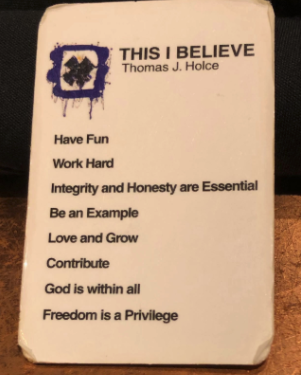 THIS I BELIEVE
Thomas J. Holce
Have Fun
Work Hard
Integrity and Honesty are Essential
Be an Example
Love and Grow
Contribute
God is within all
Freedom is a Privilege